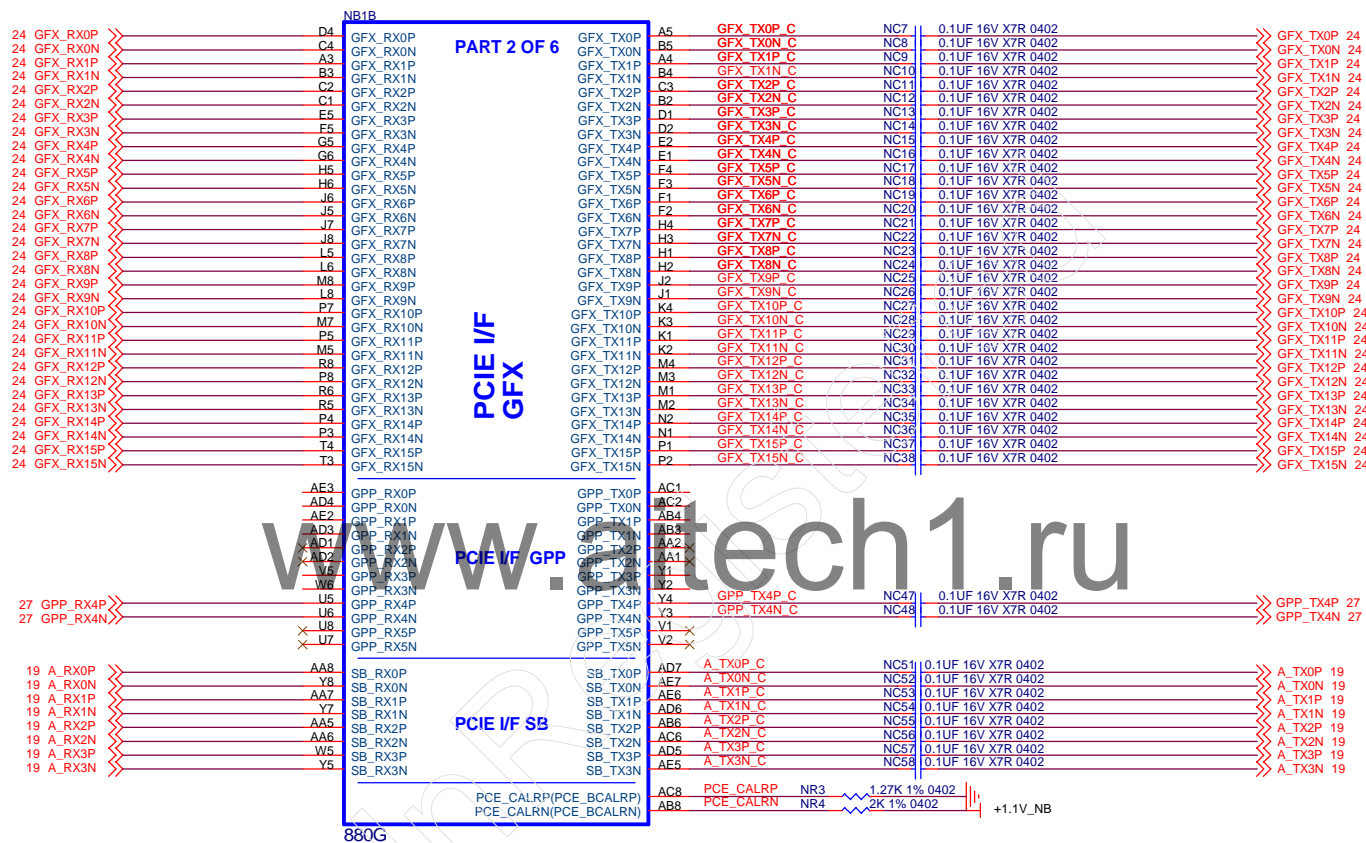 NB1B
24 GFX_RX0P D4 GFX_RX0P PART 2 OF 6 GFX_TX0P A5 GFX_TX0P_C NC7 0.1UF 16V X7R 0402 GFX_TX0P 24
24 GFX_RX0N C4 GFX_RX0N GFX_TX0N B5 GFX_TX0N_C NC8 0.1UF 16V X7R 0402 GFX_TX0N 24
24 GFX_RX1P A3 GFX_RX1P GFX_TX1P A4 GFX_TX1P_C NC9 0.1UF 16V X7R 0402 GFX_TX1P 24
24 GFX_RX1N B3 GFX_RX1N GFX_TX1N B4 GFX_TX1N_C NC10 0.1UF 16V X7R 0402 GFX_TX1N 24
24 GFX_RX2P C2 GFX_RX2P GFX_TX2P C3 GFX_TX2P_C NC11 0.1UF 16V X7R 0402 GFX_TX2P 24
24 GFX_RX2N C1 GFX_RX2N GFX_TX2N B2 GFX_TX2N_C NC12 0.1UF 16V X7R 0402 GFX_TX2N 24
24 GFX_RX3P E5 GFX_RX3P GFX_TX3P D1 GFX_TX3P_C NC13 0.1UF 16V X7R 0402 GFX_TX3P 24
24 GFX_RX3N F5 GFX_RX3N GFX_TX3N D2 GFX_TX3N_C NC14 0.1UF 16V X7R 0402 GFX_TX3N 24
24 GFX_RX4P G5 GFX_RX4P GFX_TX4P E2 GFX_TX4P_C NC15 0.1UF 16V X7R 0402 GFX_TX4P 24
24 GFX_RX4N G6 GFX_RX4N GFX_TX4N E1 GFX_TX4N_C NC16 0.1UF 16V X7R 0402 GFX_TX4N 24
24 GFX_RX5P H5 GFX_RX5P GFX_TX5P F4 GFX_TX5P_C NC17 0.1UF 16V X7R 0402 GFX_TX5P 24
24 GFX_RX5N H6 GFX_RX5N GFX_TX5N F3 GFX_TX5N_C NC18 0.1UF 16V X7R 0402 GFX_TX5N 24
24 GFX_RX6P J6 GFX_RX6P GFX_TX6P F1 GFX_TX6P_C NC19 0.1UF 16V X7R 0402 GFX_TX6P 24
24 GFX_RX6N J5 GFX_RX6N GFX_TX6N F2 GFX_TX6N_C NC20 0.1UF 16V X7R 0402 GFX_TX6N 24
24 GFX_RX7P J7 GFX_RX7P GFX_TX7P H4 GFX_TX7P_C NC21 0.1UF 16V X7R 0402 GFX_TX7P 24
24 GFX_RX7N J8 GFX_RX7N GFX_TX7N H3 GFX_TX7N_C NC22 0.1UF 16V X7R 0402 GFX_TX7N 24
24 GFX_RX8P L5 GFX_RX8P GFX_TX8P H1 GFX_TX8P_C NC23 0.1UF 16V X7R 0402 GFX_TX8P 24
24 GFX_RX8N L6 GFX_RX8N GFX_TX8N H2 GFX_TX8N_C NC24 0.1UF 16V X7R 0402 GFX_TX8N 24
24 GFX_RX9P M8 GFX_RX9P GFX_TX9P J2 GFX_TX9P_C NC25 0.1UF 16V X7R 0402 GFX_TX9P 24
24 GFX_RX9N L8 GFX_RX9N GFX_TX9N J1 GFX_TX9N_C NC26 0.1UF 16V X7R 0402 GFX_TX9N 24
24 GFX_RX10P P7 GFX_RX10P GFX_TX10P K4 GFX_TX10P_C NC27 0.1UF 16V X7R 0402 GFX_TX10P 24
24 GFX_RX10N M7 GFX_RX10N GFX_TX10N K3 GFX_TX10N_C NC28 0.1UF 16V X7R 0402 GFX_TX10N 24
24 GFX_RX11P P5 GFX_RX11P GFX_TX11P K1 GFX_TX11P_C NC29 0.1UF 16V X7R 0402 GFX_TX11P 24
24 GFX_RX11N M5 GFX_RX11N GFX_TX11N K2 GFX_TX11N_C NC30 0.1UF 16V X7R 0402 GFX_TX11N 24
24 GFX_RX12P R8 GFX_RX12P GFX_TX12P M4 GFX_TX12P_C NC31 0.1UF 16V X7R 0402 GFX_TX12P 24
24 GFX_RX12N P8 GFX_RX12N GFX_TX12N M3 GFX_TX12N_C NC32 0.1UF 16V X7R 0402 GFX_TX12N 24
24 GFX_RX13P R6 GFX_RX13P GFX_TX13P M1 GFX_TX13P_C NC33 0.1UF 16V X7R 0402 GFX_TX13P 24
24 GFX_RX13N R5 GFX_RX13N GFX_TX13N M2 GFX_TX13N_C NC34 0.1UF 16V X7R 0402 GFX_TX13N 24
24 GFX_RX14P P4 GFX_RX14P GFX_TX14P N2 GFX_TX14P_C NC35 0.1UF 16V X7R 0402 GFX_TX14P 24
24 GFX_RX14N P3 GFX_RX14N GFX_TX14N N1 GFX_TX14N_C NC36 0.1UF 16V X7R 0402 GFX_TX14N 24
24 GFX_RX15P T4 GFX_RX15P GFX_TX15P P1 GFX_TX15P_C NC37 0.1UF 16V X7R 0402 GFX_TX15P 24
24 GFX_RX15N T3 GFX_RX15N GFX_TX15N P2 GFX_TX15N_C NC38 0.1UF 16V X7R 0402 GFX_TX15N 24
PCIE I/F
GFX
AE3 GPP_RX0P GPP_TX0P AC1
AD4 GPP_RX0N GPP_TX0N AC2
AE2 GPP_RX1P GPP_TX1P AB4
AD3 GPP_RX1N GPP_TX1N AB3
AD1 GPP_RX2P GPP_TX2P AA2
AD2 GPP_RX2N PCIE I/F GPP GPP_TX2N AA1
V5 GPP_RX3P GPP_TX3P Y1
W6 GPP_RX3N GPP_TX3N Y2
27 GPP_RX4P U5 GPP_RX4P GPP_TX4P Y4 GPP_TX4P_C NC47 0.1UF 16V X7R 0402 GPP_TX4P 27
27 GPP_RX4N U6 GPP_RX4N GPP_TX4N Y3 GPP_TX4N_C NC48 0.1UF 16V X7R 0402 GPP_TX4N 27
U8 GPP_RX5P GPP_TX5P V1
U7 GPP_RX5N GPP_TX5N V2
www.aitech1.ru
19 A_RX0P AA8 SB_RX0P SB_TX0P AD7 A_TX0P_C NC51 0.1UF 16V X7R 0402 A_TX0P 19
19 A_RX0N Y8 SB_RX0N SB_TX0N AE7 A_TX0N_C NC52 0.1UF 16V X7R 0402 A_TX0N 19
19 A_RX1P AA7 SB_RX1P SB_TX1P AE6 A_TX1P_C NC53 0.1UF 16V X7R 0402 A_TX1P 19
19 A_RX1N Y7 SB_RX1N SB_TX1N AD6 A_TX1N_C NC54 0.1UF 16V X7R 0402 A_TX1N 19
19 A_RX2P AA5 SB_RX2P PCIE I/F SB SB_TX2P AB6 A_TX2P_C NC55 0.1UF 16V X7R 0402 A_TX2P 19
19 A_RX2N AA6 SB_RX2N SB_TX2N AC6 A_TX2N_C NC56 0.1UF 16V X7R 0402 A_TX2N 19
19 A_RX3P W5 SB_RX3P SB_TX3P AD5 A_TX3P_C NC57 0.1UF 16V X7R 0402 A_TX3P 19
19 A_RX3N Y5 SB_RX3N SB_TX3N AE5 A_TX3N_C NC58 0.1UF 16V X7R 0402 A_TX3N 19
PCE_CALRP(PCE_BCALRP) AC8 PCE_CALRP NR3 1.27K 1% 0402
PCE_CALRN(PCE_BCALRN) AB8 PCE_CALRN NR4 2K 1% 0402 +1.1V_NB
880G